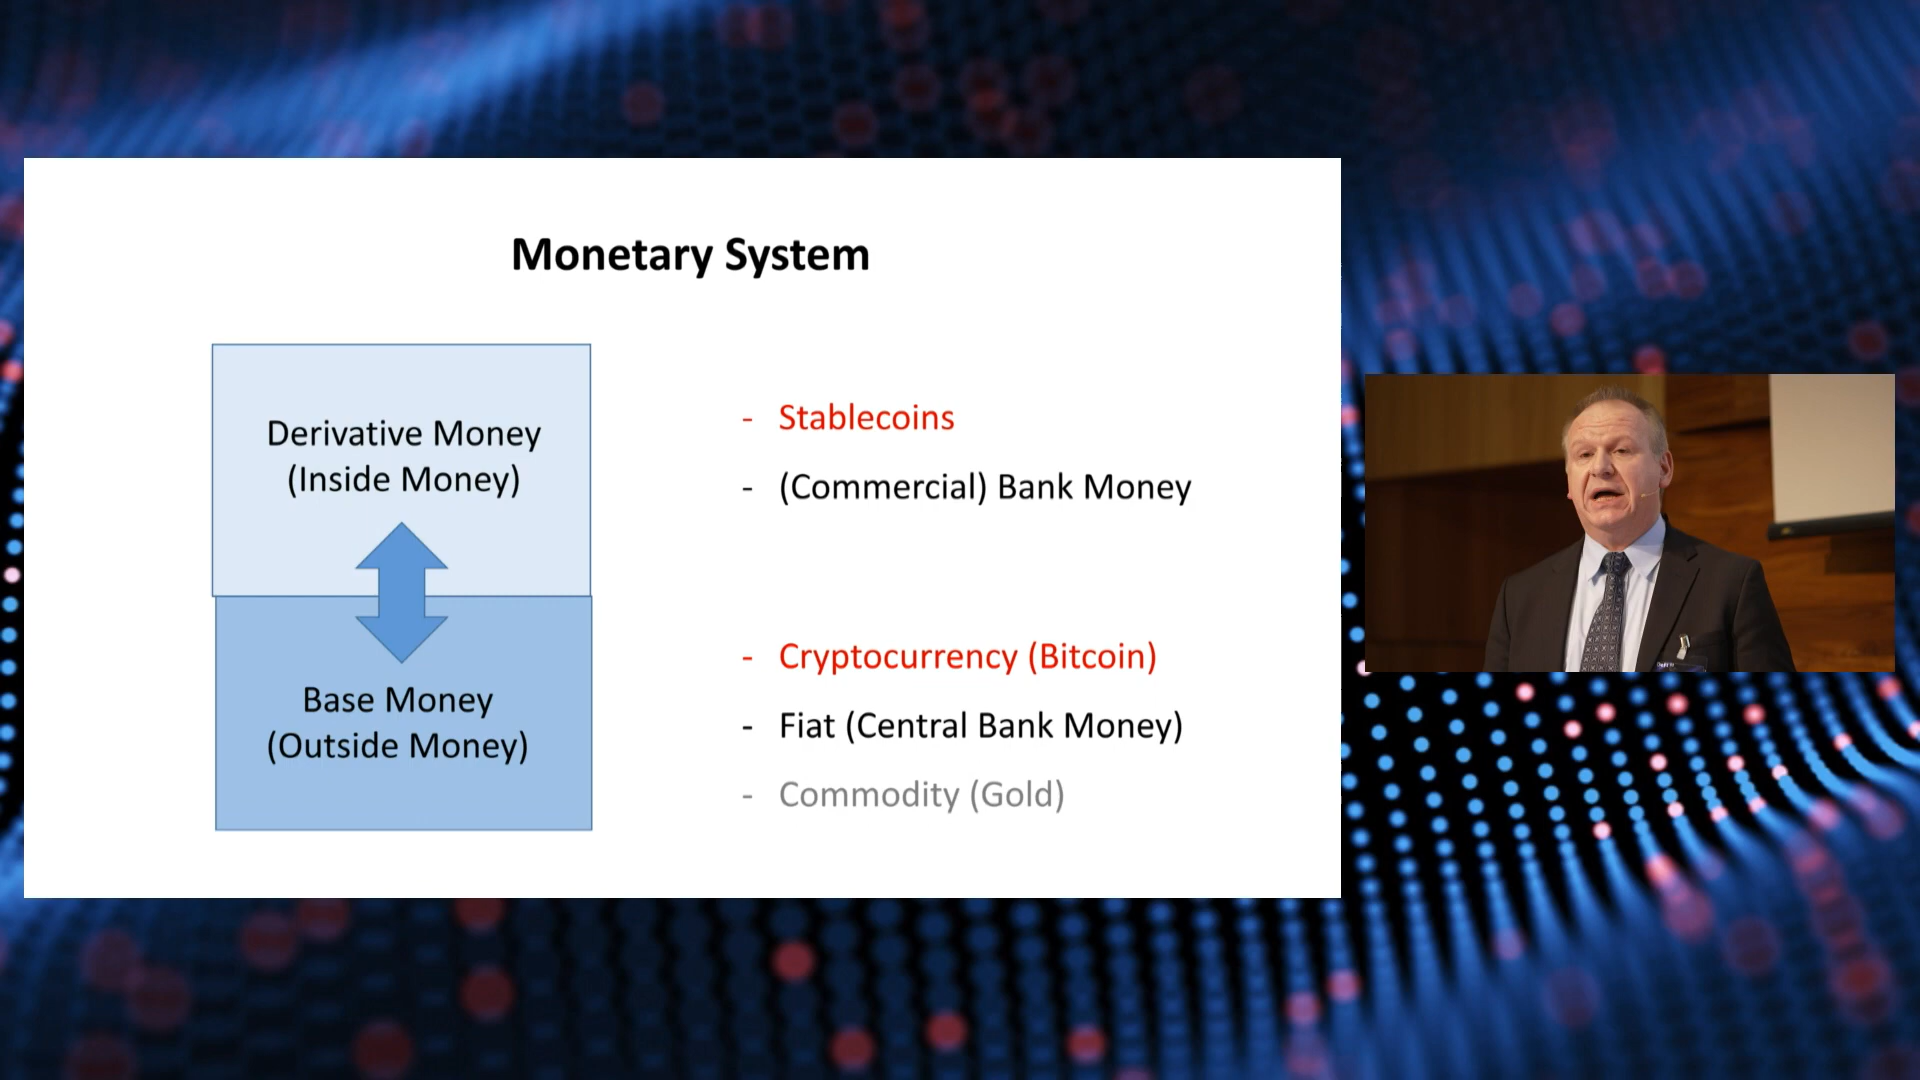 Monetary System
Derivative Money
(Inside Money)
- Stablecoins
- (Commercial) Bank Money
Base Money
(Outside Money)
- Cryptocurrency (Bitcoin)
- Fiat (Central Bank Money)
- Commodity (Gold)